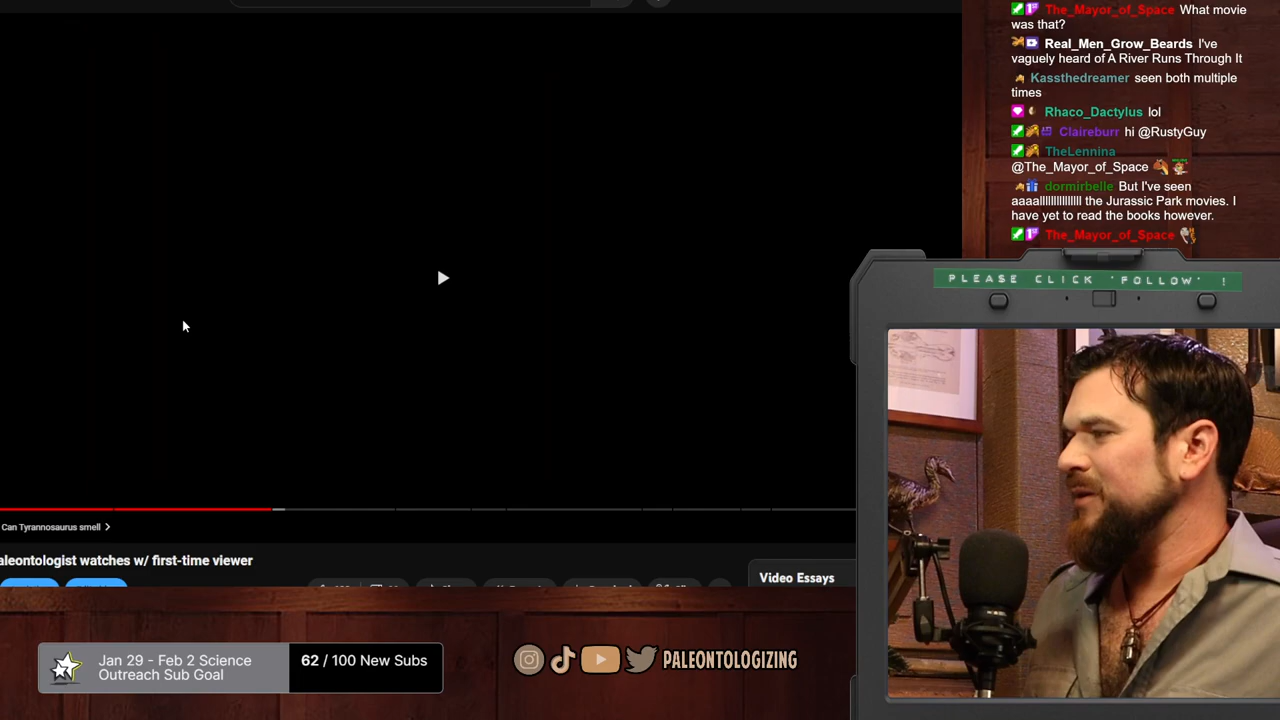 The_Mayor_of_Space What movie
was that?
Real_Men_Grow_Beards I've
vaguely heard of A River Runs Through It
Kassthedreamer seen both multiple
times
Rhaco_Dactylus lol
Claireburr hi @RustyGuy
TheLennina
@The_Mayor_of_Space
dormirbelle But I've seen
aaaalllllllllllllll the Jurassic Park movies. I
have yet to read the books however.
The_Mayor_of_Space
PLEASE CLICK 'FOLLOW' !
Can Tyrannosaurus smell
aleontologist watches w/ first-time viewer
Video Essays
Jan 29 - Feb 2 Science
Outreach Sub Goal
62 / 100 New Subs
PALEONTOLOGIZING